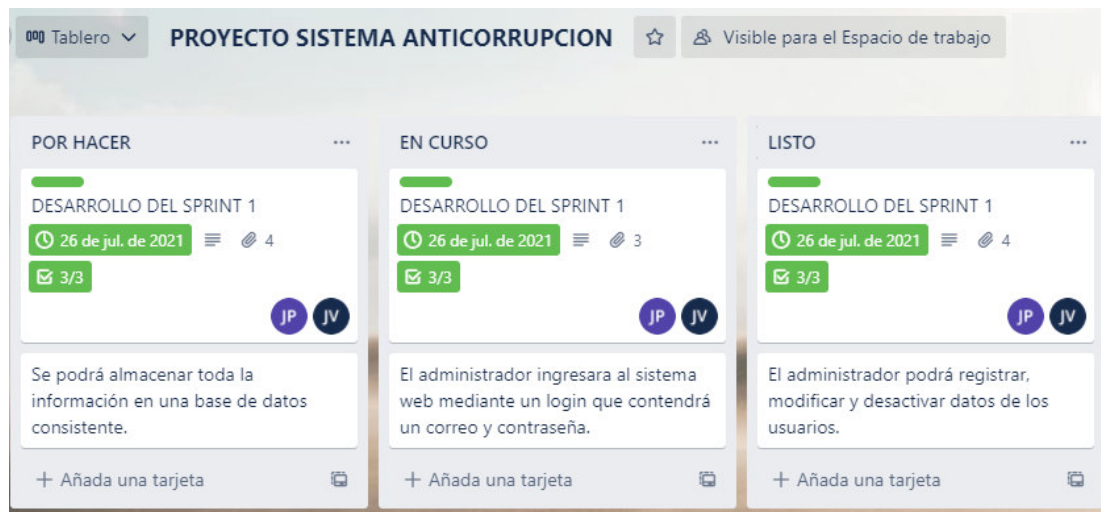 Tablero
PROYECTO SISTEMA ANTICORRUPCION
Visible para el Espacio de trabajo
POR HACER
DESARROLLO DEL SPRINT 1
26 de jul. de 2021
4
3/3
JP
JV
Se podrá almacenar toda la
información en una base de datos
consistente.
+ Añada una tarjeta
EN CURSO
DESARROLLO DEL SPRINT 1
26 de jul. de 2021
3
3/3
JP
JV
El administrador ingresara al sistema
web mediante un login que contendrá
un correo y contraseña.
+ Añada una tarjeta
LISTO
DESARROLLO DEL SPRINT 1
26 de jul. de 2021
4
3/3
JP
JV
El administrador podrá registrar,
modificar y desactivar datos de los
usuarios.
+ Añada una tarjeta